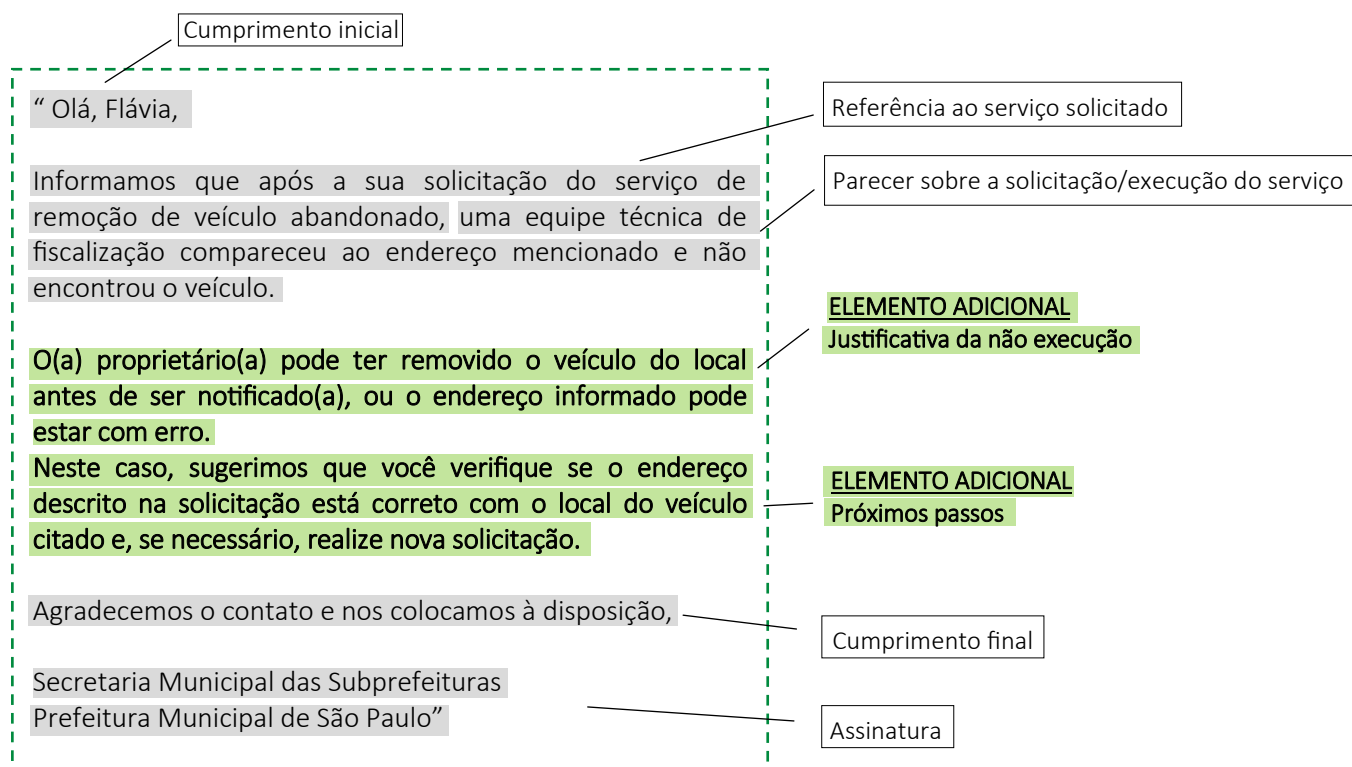 Cumprimento inicial
“ Olá, Flávia,
Referência ao serviço solicitado
Informamos que após a sua solicitação do serviço de
remoção de veículo abandonado, uma equipe técnica de
fiscalização compareceu ao endereço mencionado e não
encontrou o veículo.
Parecer sobre a solicitação/execução do serviço
O(a) proprietário(a) pode ter removido o veículo do local
antes de ser notificado(a), ou o endereço informado pode
estar com erro.
ELEMENTO ADICIONAL
Justificativa da não execução
Neste caso, sugerimos que você verifique se o endereço
descrito na solicitação está correto com o local do veículo
citado e, se necessário, realize nova solicitação.
ELEMENTO ADICIONAL
Próximos passos
Agradecemos o contato e nos colocamos à disposição,
Cumprimento final
Secretaria Municipal das Subprefeituras
Prefeitura Municipal de São Paulo”
Assinatura